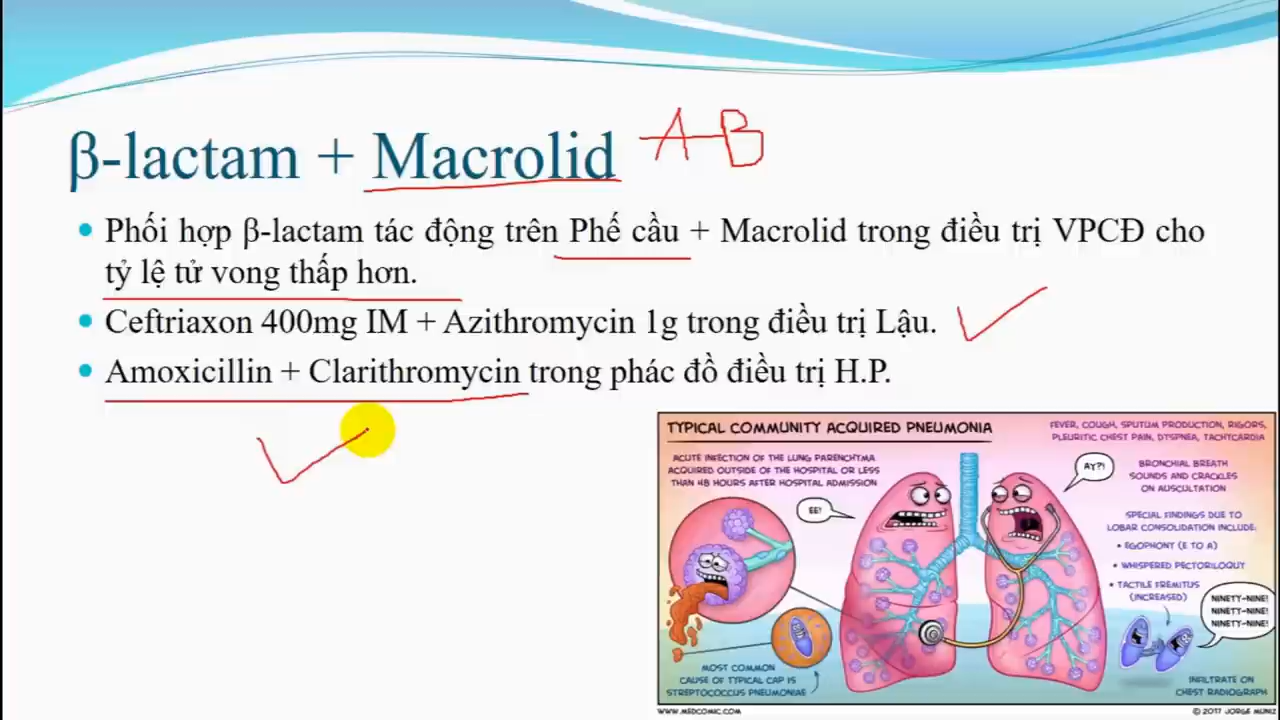 β-lactam + Macrolid
A-B
Phối hợp β-lactam tác động trên Phế cầu + Macrolid trong điều trị VPCĐ cho
tỷ lệ tử vong thấp hơn.
Ceftriaxon 400mg IM + Azithromycin 1g trong điều trị Lậu.
Amoxicillin + Clarithromycin trong phác đồ điều trị H.P.
TYPICAL COMMUNITY ACQUIRED PNEUMONIA
ACUTE INFECTION OF THE LUNG PARENCHYMA
ACQUIRED OUTSIDE OF THE HOSPITAL OR LESS
THAN 48 HOURS AFTER HOSPITAL ADMISSION
EE!
MOST COMMON
CAUSE OF TYPICAL CAP IS
STREPTOCOCCUS PNEUMONIAE
FEVER, COUGH, SPUTUM PRODUCTION, RIGORS,
PLEURITIC CHEST PAIN, DYSPNEA, TACHYCARDIA
AY?!
BRONCHIAL BREATH
SOUNDS AND CRACKLES
ON AUSCULTATION
SPECIAL FINDINGS DUE TO
LOBAR CONSOLIDATION INCLUDE:
• EGOPHONY (E TO A)
• WHISPERED PECTORILOQUY
• TACTILE FREMITUS
(INCREASED)
NINETY-NINE!
NINETY-NINE!
NINETY-NINE!
INFILTRATE ON
CHEST RADIOGRAPH
WWW.MEDCOMIC.COM
© 2017 JORGE MUNIZ